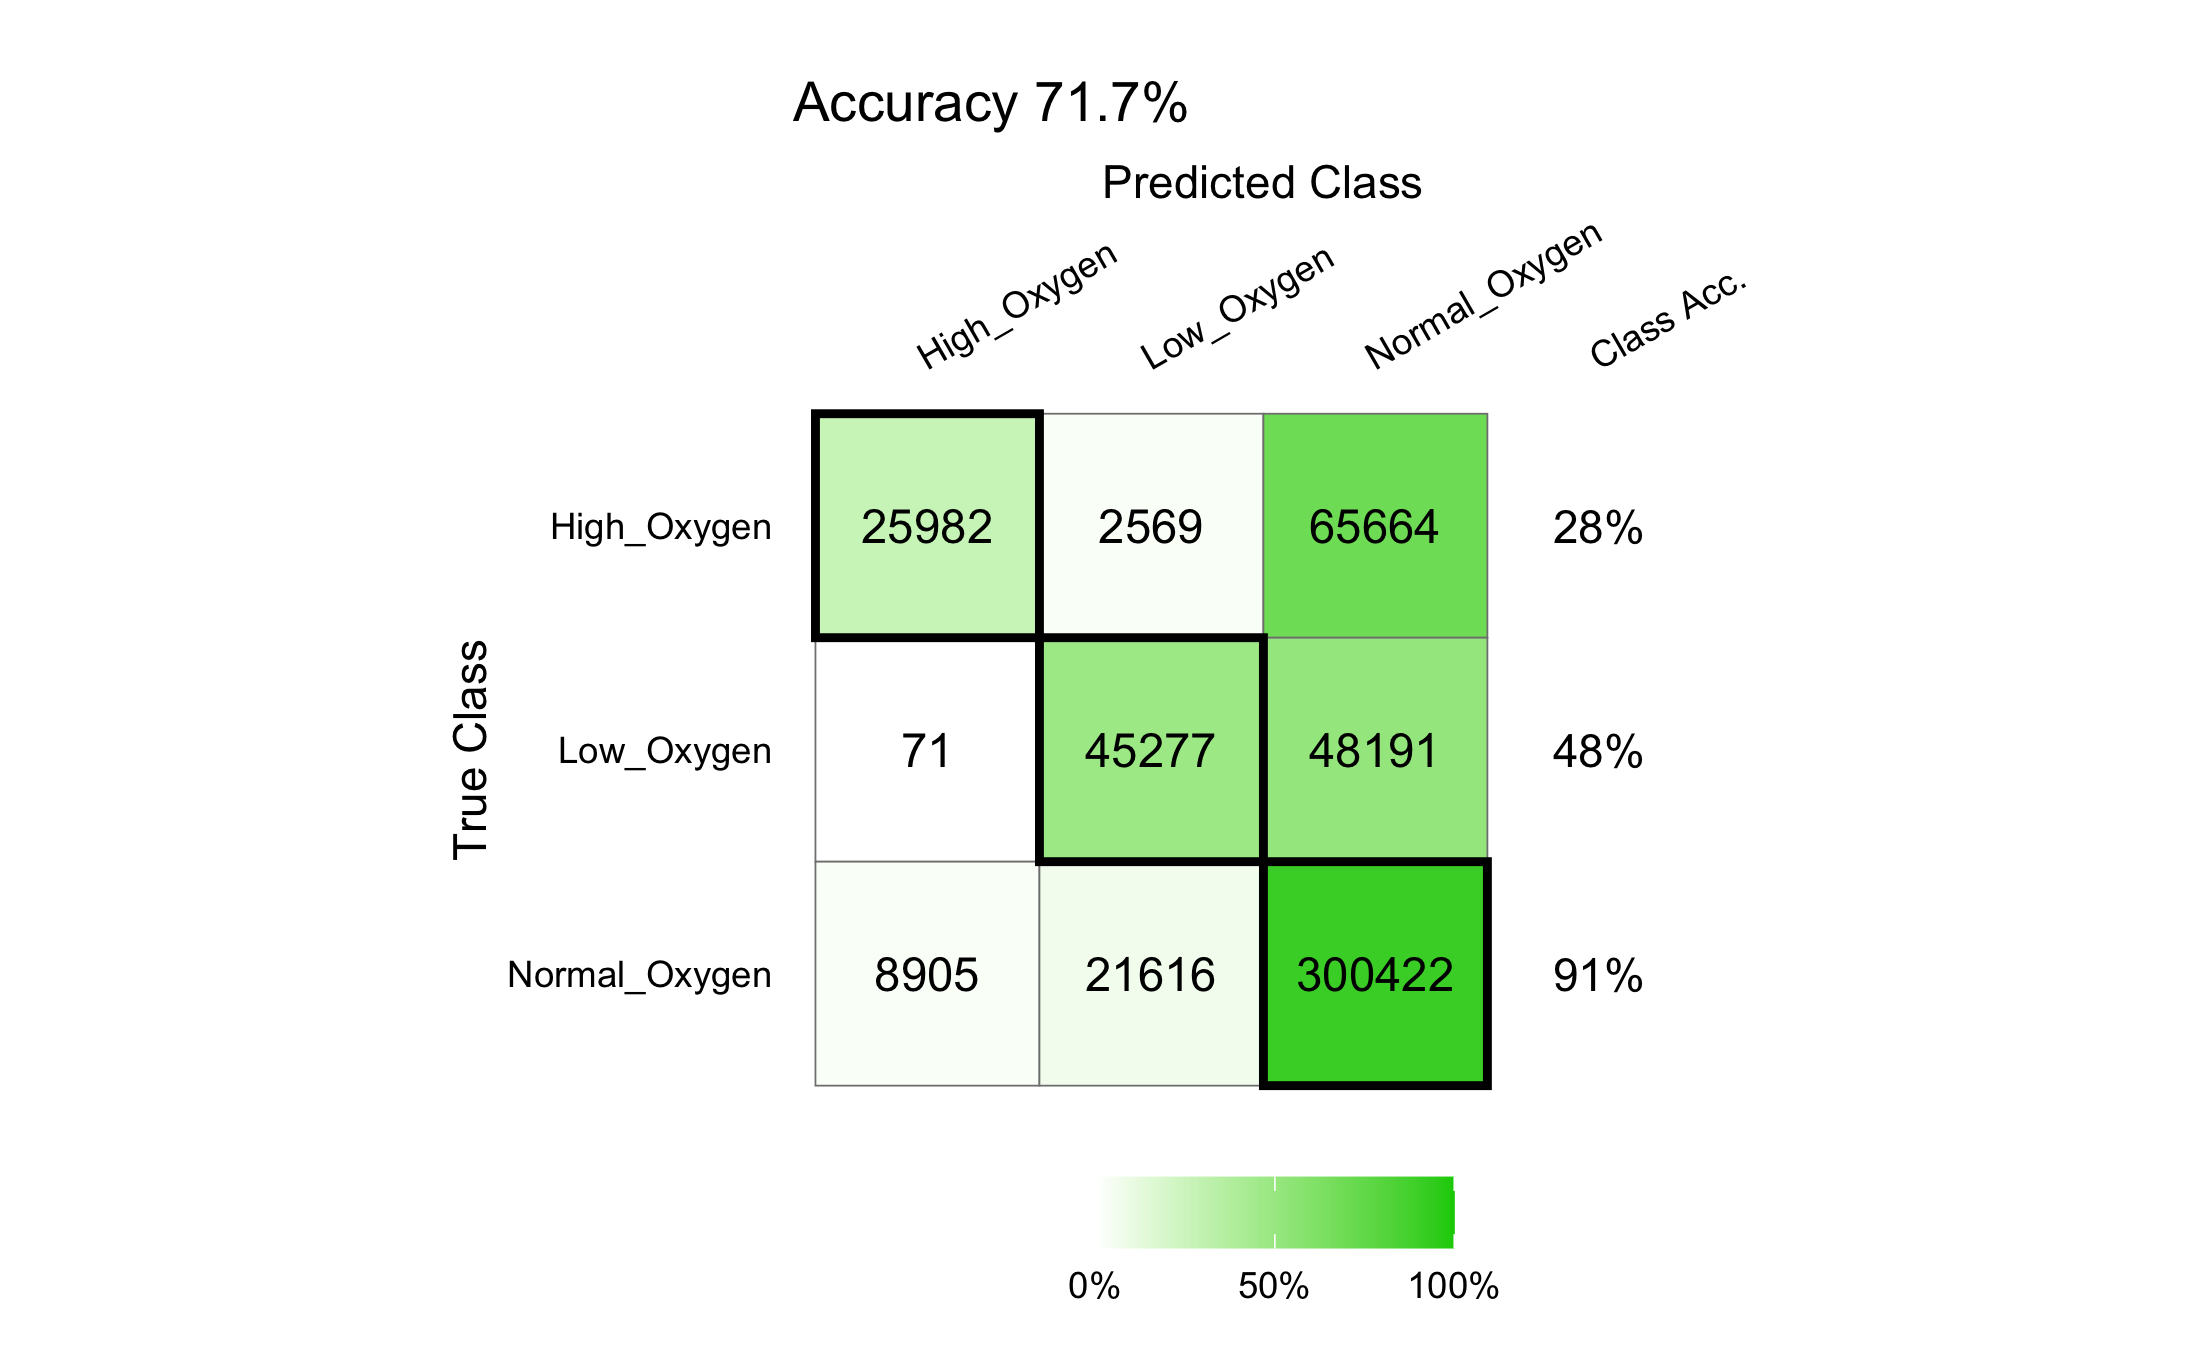 Accuracy 71.7%
Predicted Class
High_Oxygen Low_Oxygen Normal_Oxygen Class Acc.
True Class
High_Oxygen 25982 2569 65664 28%
Low_Oxygen 71 45277 48191 48%
Normal_Oxygen 8905 21616 300422 91%
0% 50% 100%